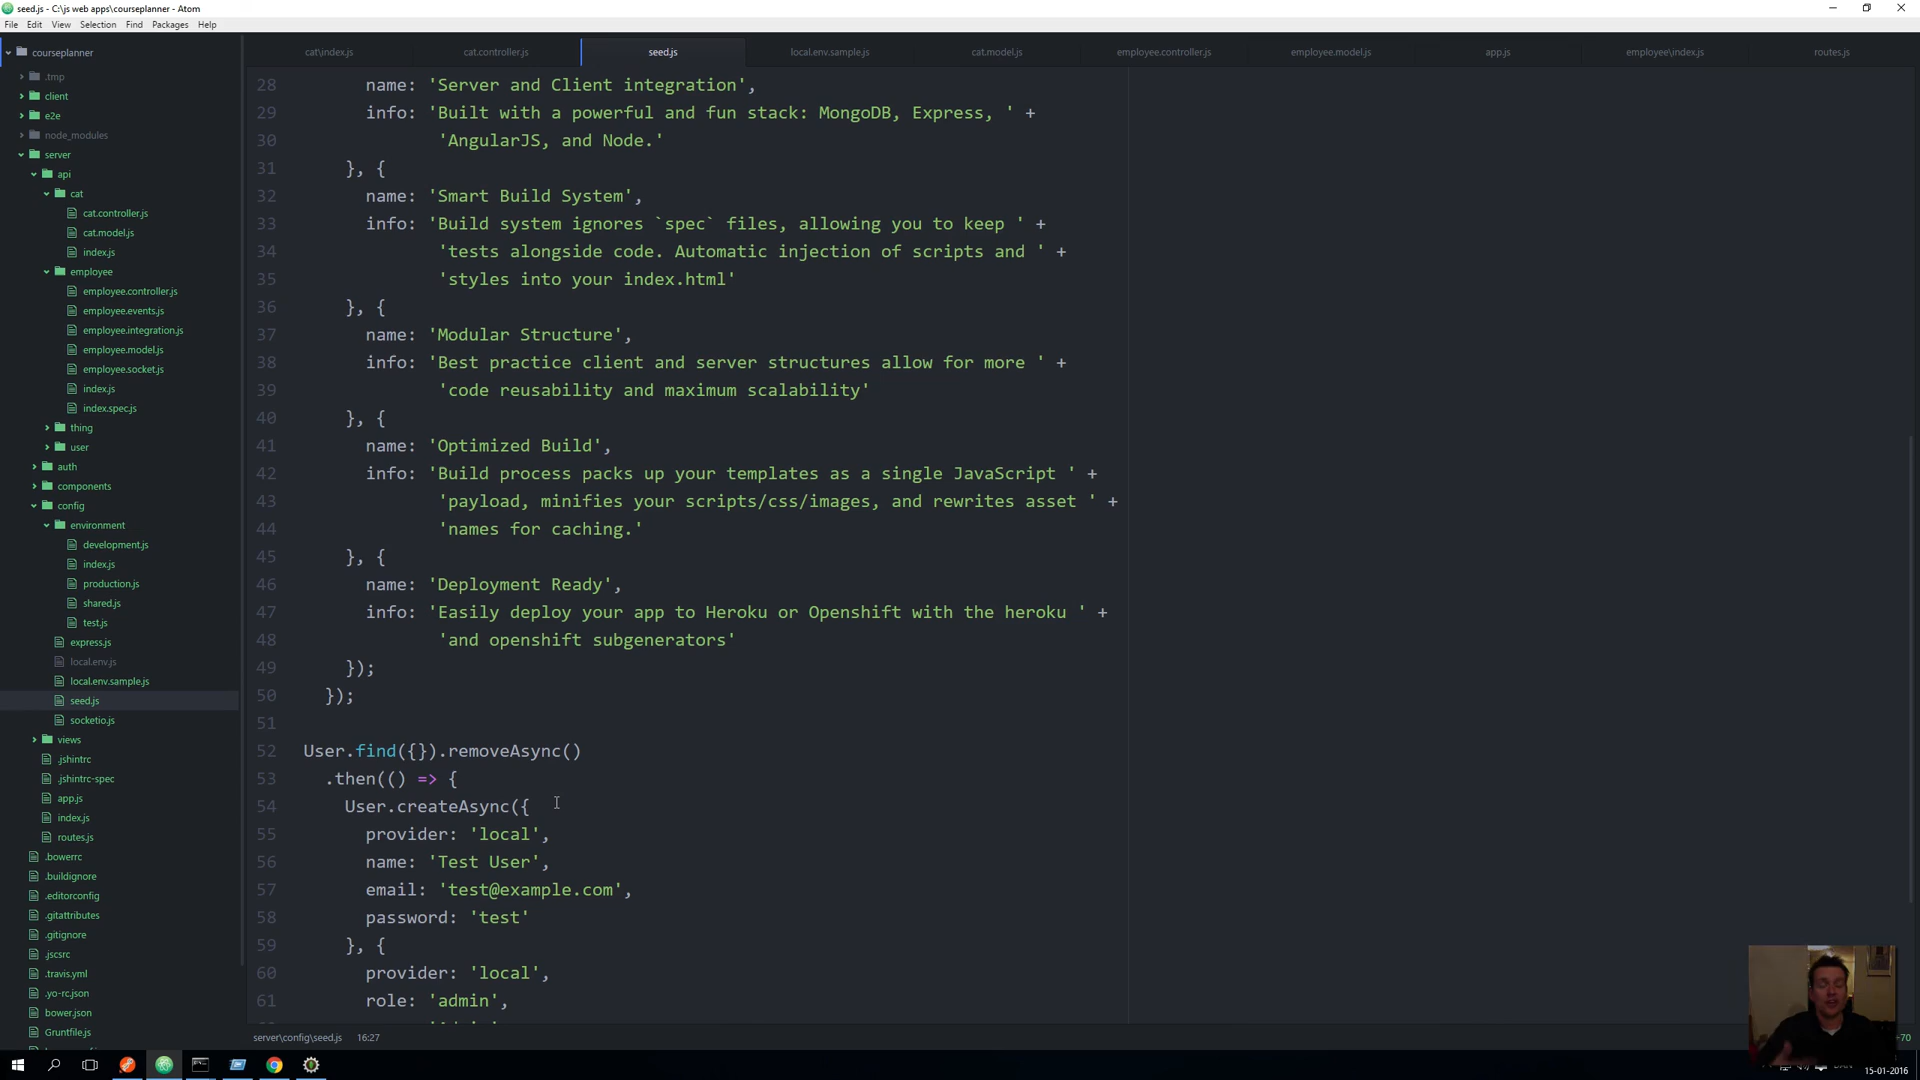 seed.js - C:\js web apps\courseplanner - Atom
File Edit View Selection Find Packages Help
courseplanner
.tmp
client
e2e
node_modules
server
api
cat
cat.controller.js
cat.model.js
index.js
employee
employee.controller.js
employee.events.js
employee.integration.js
employee.model.js
employee.socket.js
index.js
index.spec.js
thing
user
auth
components
config
environment
development.js
index.js
production.js
shared.js
test.js
express.js
local.env.js
local.env.sample.js
seed.js
socketio.js
views
.jshintrc
.jshintrc-spec
app.js
index.js
routes.js
.bowerrc
.buildignore
.editorconfig
.gitattributes
.gitignore
.jscsrc
.travis.yml
.yo-rc.json
bower.json
Gruntfile.js
cat\index.js cat.controller.js seed.js local.env.sample.js cat.model.js employee.controller.js employee.model.js app.js employee\index.js routes.js
28 name: 'Server and Client integration',
29 info: 'Built with a powerful and fun stack: MongoDB, Express, ' +
30 'AngularJS, and Node.'
31 }, {
32 name: 'Smart Build System',
33 info: 'Build system ignores `spec` files, allowing you to keep ' +
34 'tests alongside code. Automatic injection of scripts and ' +
35 'styles into your index.html'
36 }, {
37 name: 'Modular Structure',
38 info: 'Best practice client and server structures allow for more ' +
39 'code reusability and maximum scalability'
40 }, {
41 name: 'Optimized Build',
42 info: 'Build process packs up your templates as a single JavaScript ' +
43 'payload, minifies your scripts/css/images, and rewrites asset ' +
44 'names for caching.'
45 }, {
46 name: 'Deployment Ready',
47 info: 'Easily deploy your app to Heroku or Openshift with the heroku ' +
48 'and openshift subgenerators'
49 });
50 });
51
52 User.find({}).removeAsync()
53 .then(() => {
54 User.createAsync({
55 provider: 'local',
56 name: 'Test User',
57 email: 'test@example.com',
58 password: 'test'
59 }, {
60 provider: 'local',
61 role: 'admin',
server\config\seed.js 16:27
-70
15-01-2016